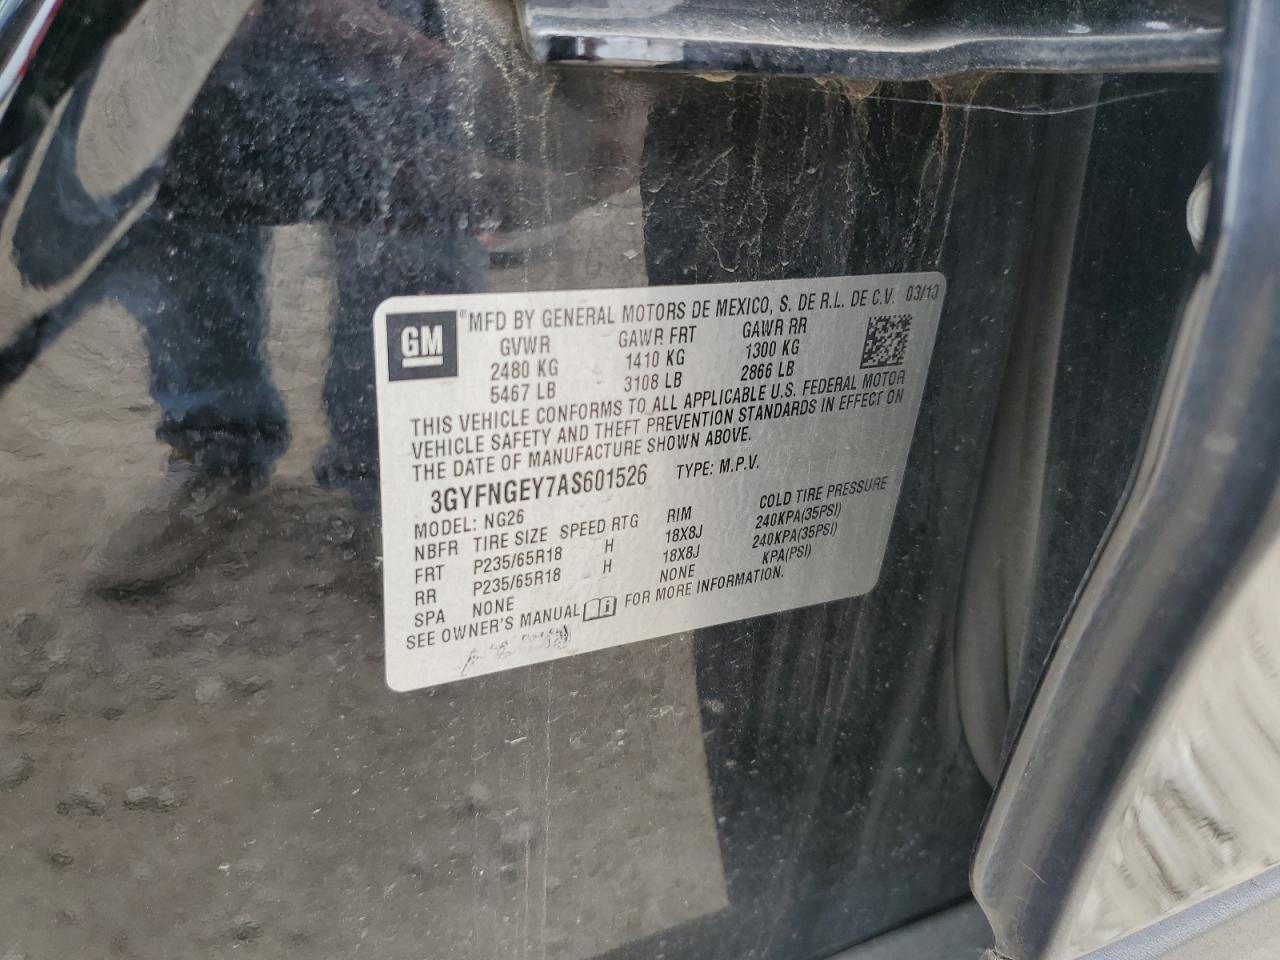 GM
® MFD BY GENERAL MOTORS DE MEXICO, S. DE R.L. DE C.V. 03/10
GVWR GAWR FRT GAWR RR
2480 KG 1410 KG 1300 KG
5467 LB 3108 LB 2866 LB
THIS VEHICLE CONFORMS TO ALL APPLICABLE U.S. FEDERAL MOTOR
VEHICLE SAFETY AND THEFT PREVENTION STANDARDS IN EFFECT ON
THE DATE OF MANUFACTURE SHOWN ABOVE.
3GYFNGEY7AS601526 TYPE: M.P.V.
MODEL: NG26
NBFR TIRE SIZE SPEED RTG RIM COLD TIRE PRESSURE
FRT P235/65R18 H 18X8J 240KPA(35PSI)
RR P235/65R18 H 18X8J 240KPA(35PSI)
SPA NONE NONE KPA(PSI)
SEE OWNER'S MANUAL FOR MORE INFORMATION.